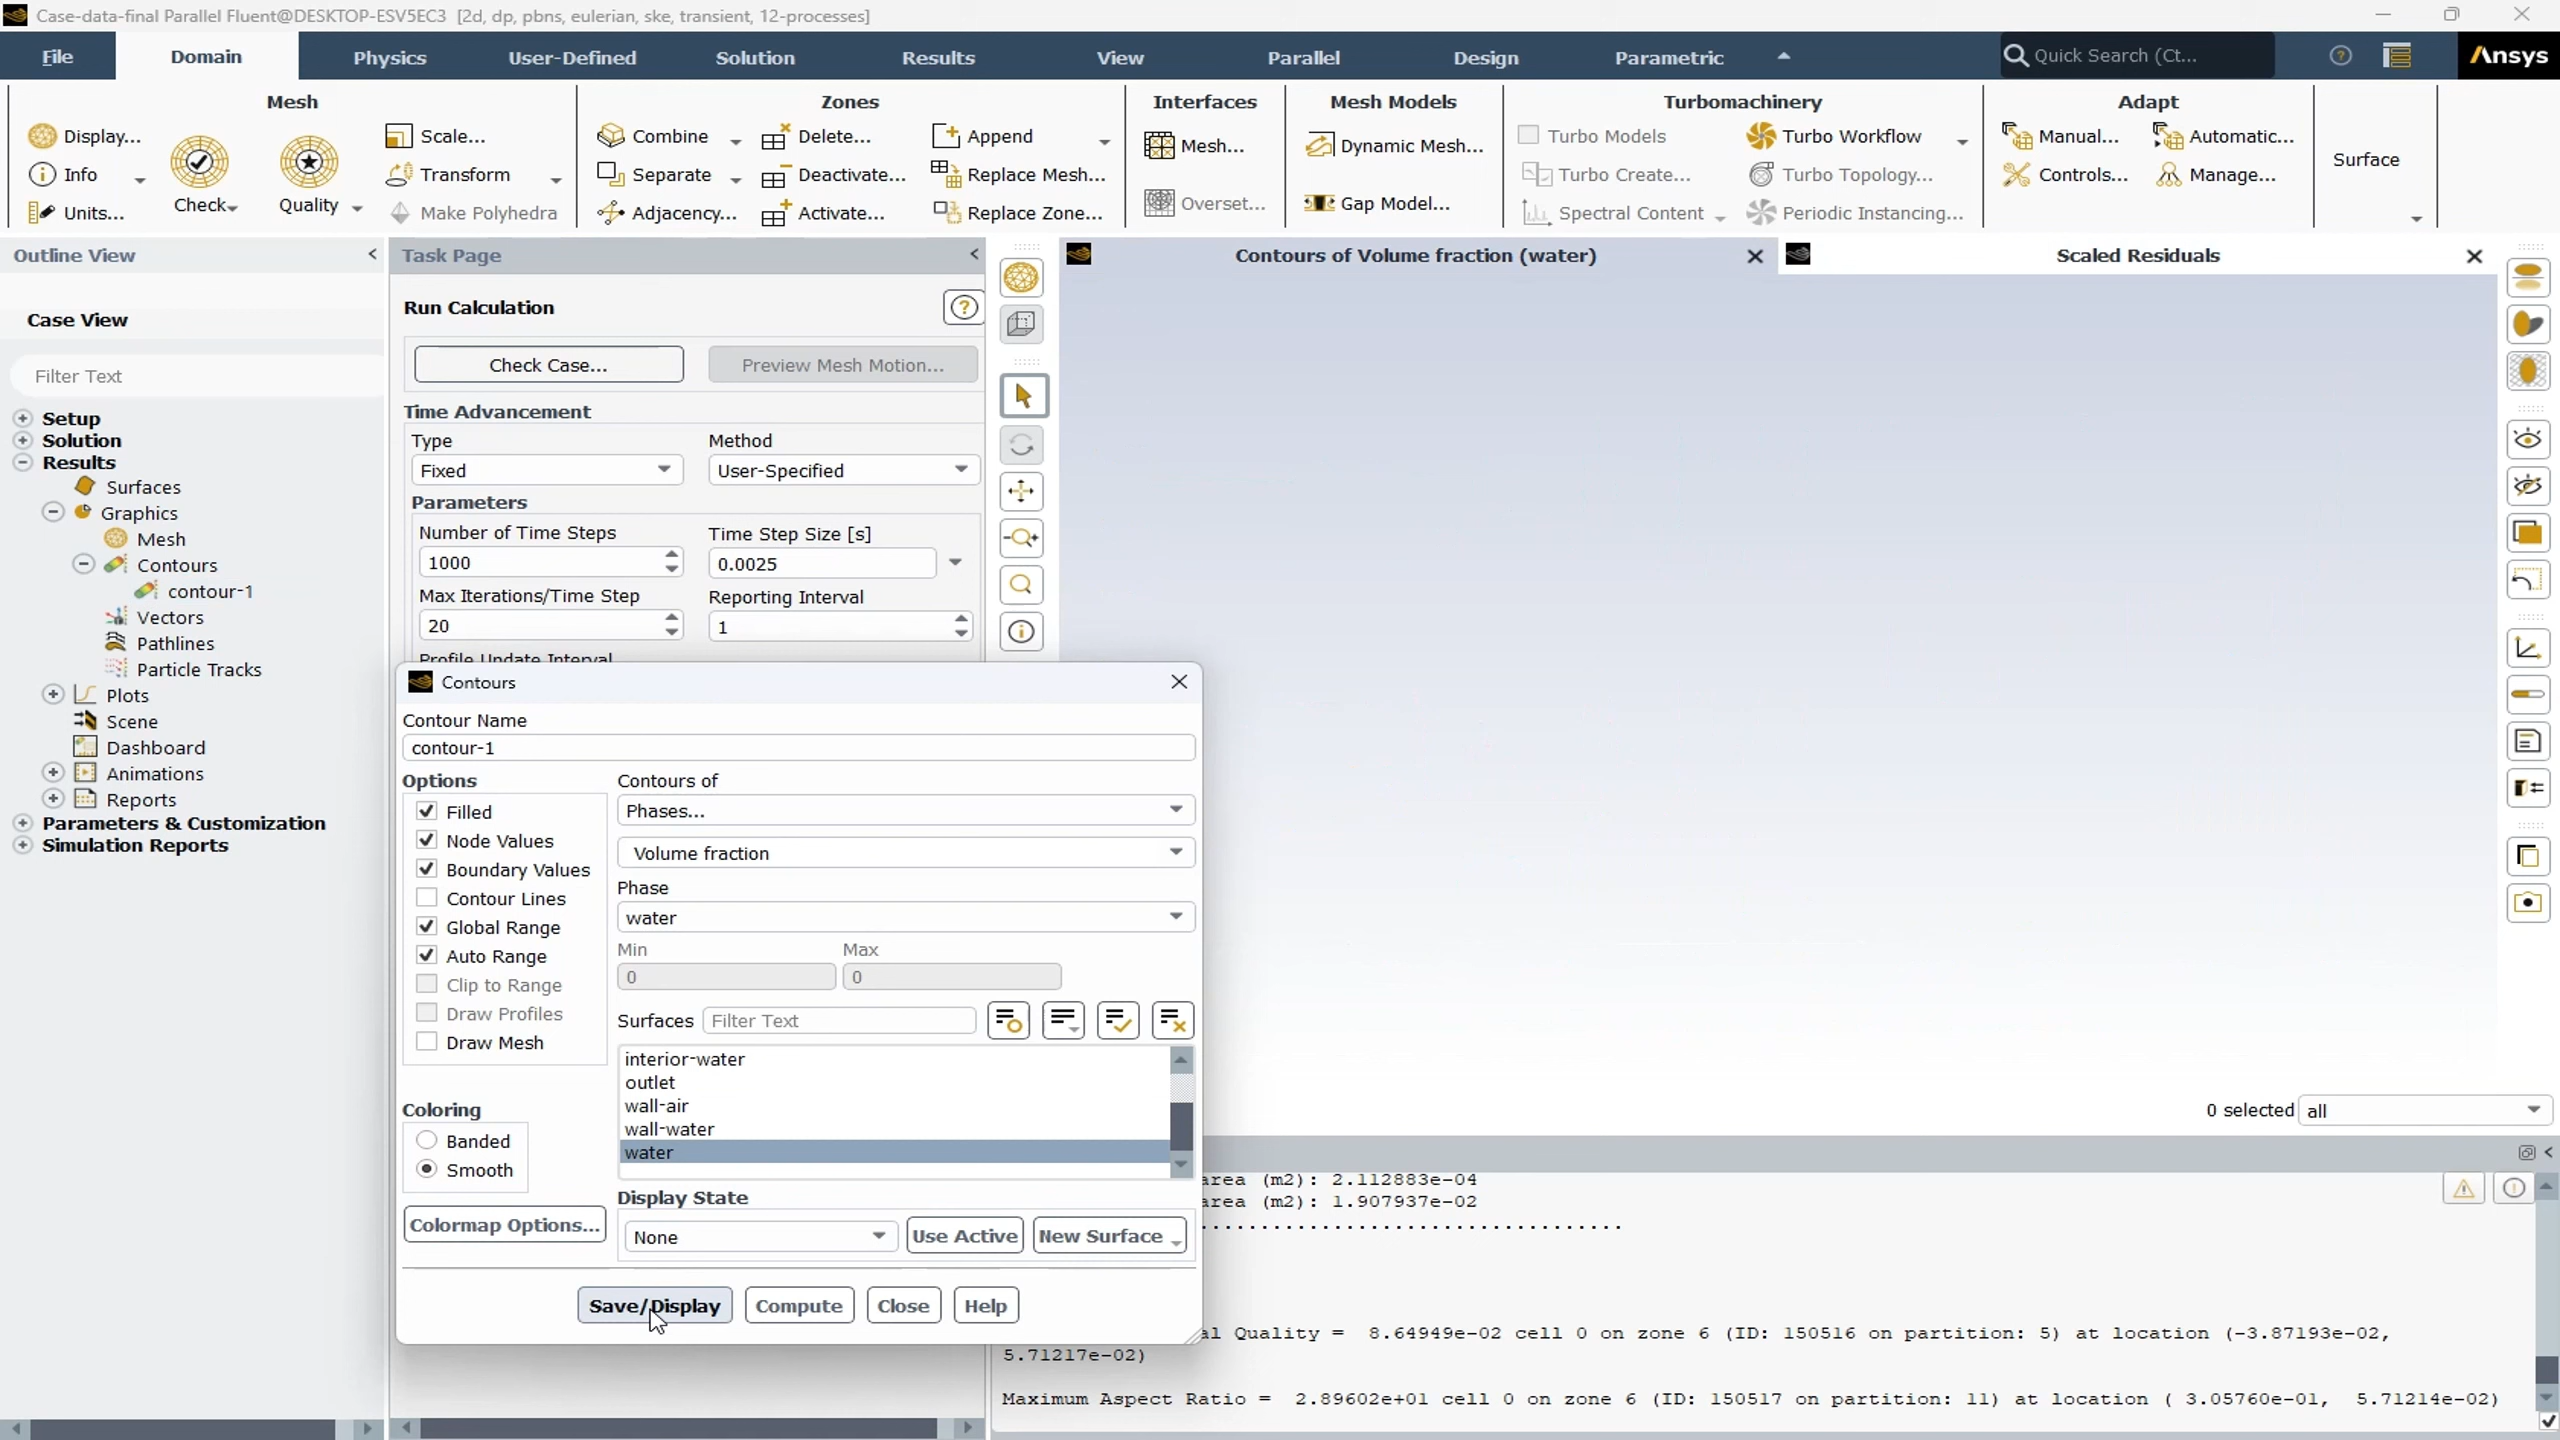 Case-data-final Parallel Fluent@DESKTOP-ESV5EC3 [2d, dp, pbns, eulerian, ske, transient, 12-processes]
File Domain Physics User-Defined Solution Results View Parallel Design Parametric Quick Search (Ct... Ansys
Mesh Zones Interfaces Mesh Models Turbomachinery Adapt
Display... Scale... Combine Delete... Append Mesh... Dynamic Mesh... Turbo Models Turbo Workflow Manual... Automatic...
Info Check Quality Transform Separate Deactivate... Replace Mesh... Turbo Create... Turbo Topology... Controls... Manage... Surface
Units... Make Polyhedra Adjacency... Activate... Replace Zone... Overset... Gap Model... Spectral Content Periodic Instancing...
Outline View
Case View
Filter Text
Setup
Solution
Results
Surfaces
Graphics
Mesh
Contours
contour-1
Vectors
Pathlines
Particle Tracks
Plots
Scene
Dashboard
Animations
Reports
Parameters & Customization
Simulation Reports
Task Page
Run Calculation
Check Case... Preview Mesh Motion...
Time Advancement
Type Method
Fixed User-Specified
Parameters
Number of Time Steps Time Step Size [s]
1000 0.0025
Max Iterations/Time Step Reporting Interval
20 1
Profile Update Interval
Contours of Volume fraction (water) Scaled Residuals
Contours
Contour Name
contour-1
Options
Filled
Node Values
Boundary Values
Contour Lines
Global Range
Auto Range
Clip to Range
Draw Profiles
Draw Mesh
Coloring
Banded
Smooth
Colormap Options...
Contours of
Phases...
Volume fraction
Phase
water
Min Max
0 0
Surfaces Filter Text
interior-water
outlet
wall-air
wall-water
water
Display State
None Use Active New Surface
Save/Display Compute Close Help
0 selected all
area (m2): 2.112883e-04
area (m2): 1.907937e-02
......................................
al Quality = 8.64949e-02 cell 0 on zone 6 (ID: 150516 on partition: 5) at location (-3.87193e-02,
5.71217e-02)
Maximum Aspect Ratio = 2.89602e+01 cell 0 on zone 6 (ID: 150517 on partition: 11) at location ( 3.05760e-01, 5.71214e-02)